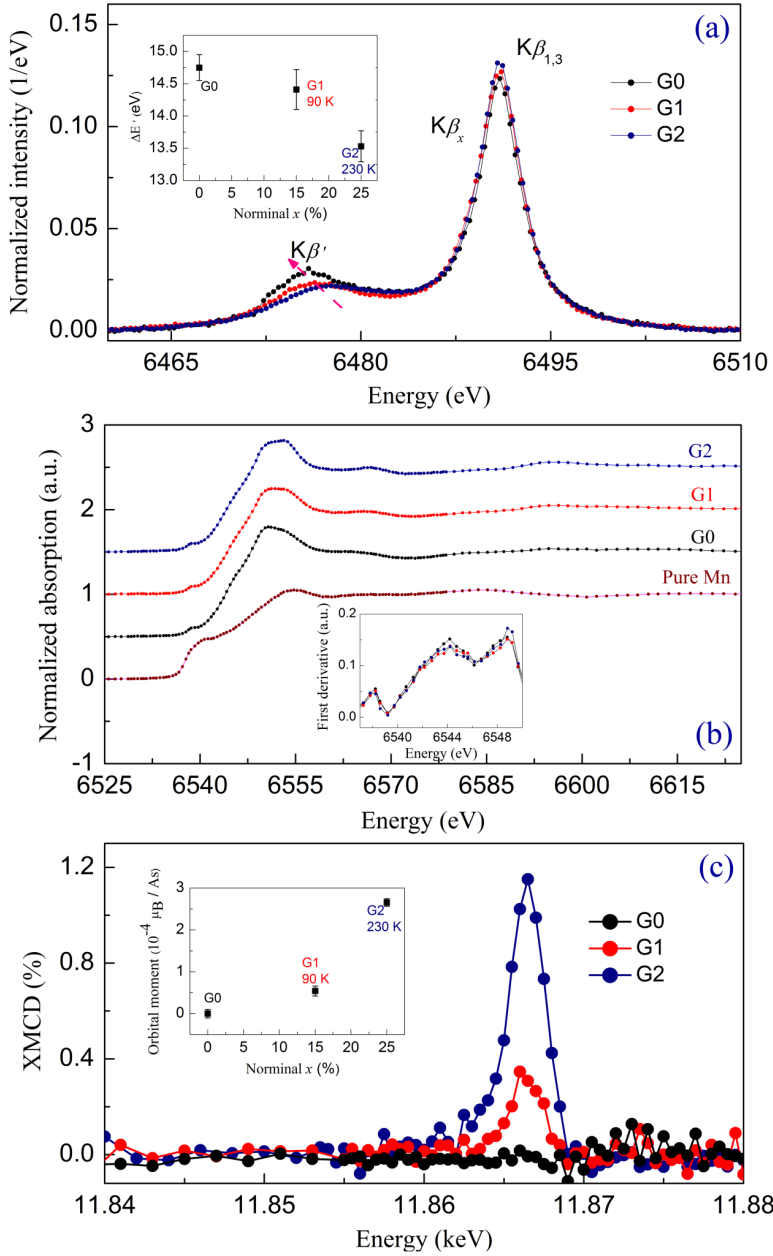 (a)
0.15
0.10
0.05
0.00
Normalized intensity (1/eV)
Kβ1,3
Kβx
Kβ'
G0
G1
G2
15.0
14.5
14.0
13.5
13.0
ΔE' (eV)
G0
G1
90 K
G2
230 K
0 5 10 15 20 25
Norminal x (%)
6465 6480 6495 6510
Energy (eV)
(b)
3
2
1
0
-1
Normalized absorption (a.u.)
G2
G1
G0
Pure Mn
0.2
0.1
0.0
First derivative (a.u.)
6540 6544 6548
Energy (eV)
6525 6540 6555 6570 6585 6600 6615
Energy (eV)
(c)
1.2
0.8
0.4
0.0
XMCD (%)
G0
G1
G2
3
2
1
0
Orbital moment (10⁻⁴ μB / As)
G2
230 K
G1
90 K
G0
0 5 10 15 20 25
Norminal x (%)
11.84 11.85 11.86 11.87 11.88
Energy (keV)